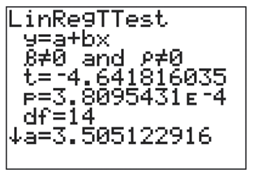 LinRegTTest
y=a+bx
β≠0 and ρ≠0
t=-4.641816035
p=3.8095431ᴇ-4
df=14
↓a=3.505122916